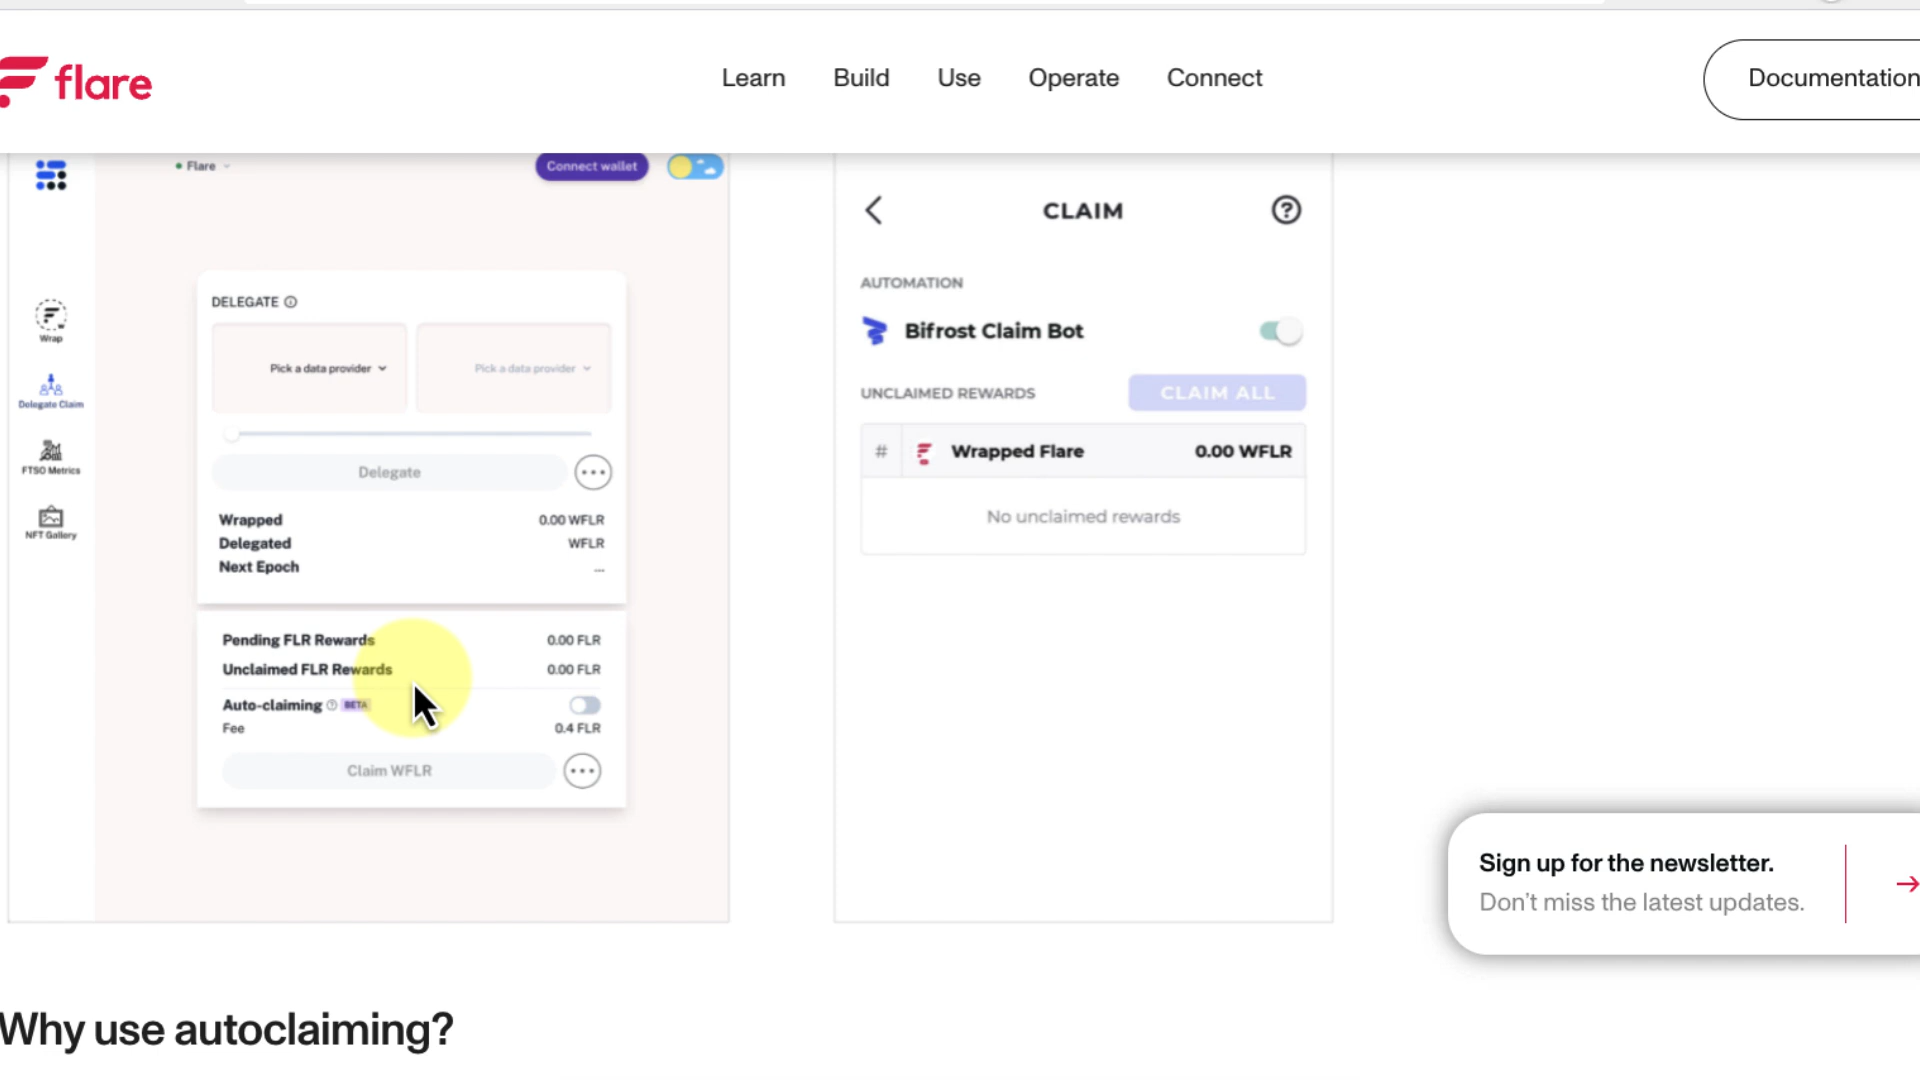 flare
Learn Build Use Operate Connect
Documentation
Flare
Connect wallet
Wrap
Delegate Claim
FTSO Metrics
NFT Gallery
DELEGATE
Pick a data provider
Pick a data provider
Delegate
Wrapped 0.00 WFLR
Delegated WFLR
Next Epoch ...
Pending FLR Rewards 0.00 FLR
Unclaimed FLR Rewards 0.00 FLR
Auto-claiming BETA
Fee 0.4 FLR
Claim WFLR
CLAIM
AUTOMATION
Bifrost Claim Bot
UNCLAIMED REWARDS CLAIM ALL
# Wrapped Flare 0.00 WFLR
No unclaimed rewards
Sign up for the newsletter.
Don't miss the latest updates.
Why use autoclaiming?